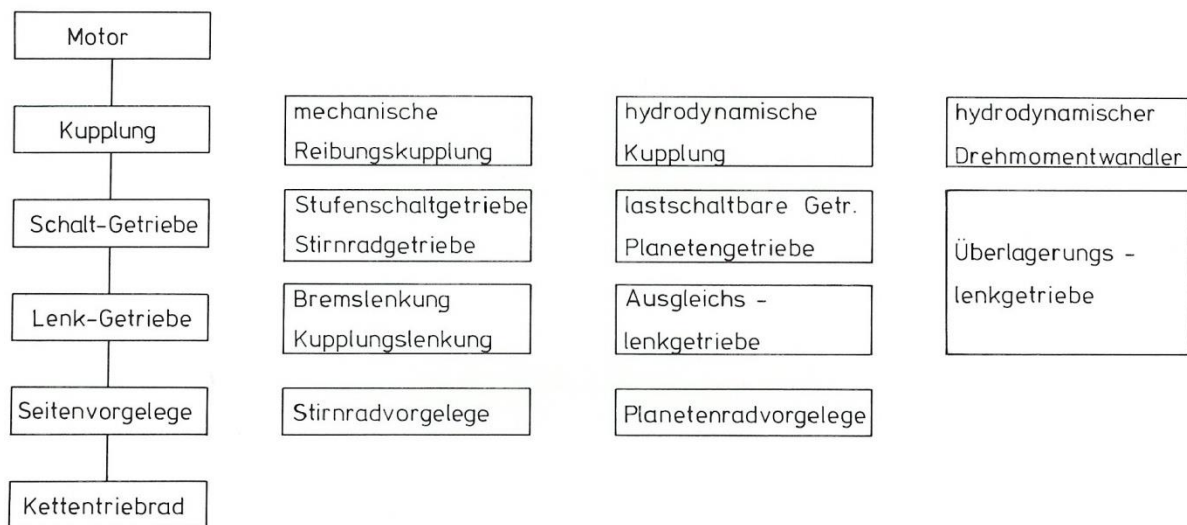 Motor
Kupplung
mechanische
Reibungskupplung
hydrodynamische
Kupplung
hydrodynamischer
Drehmomentwandler
Schalt-Getriebe
Stufenschaltgetriebe
Stirnradgetriebe
lastschaltbare Getr.
Planetengetriebe
Überlagerungs -
lenkgetriebe
Lenk-Getriebe
Bremslenkung
Kupplungslenkung
Ausgleichs -
lenkgetriebe
Seitenvorgelege
Stirnradvorgelege
Planetenradvorgelege
Kettentriebrad